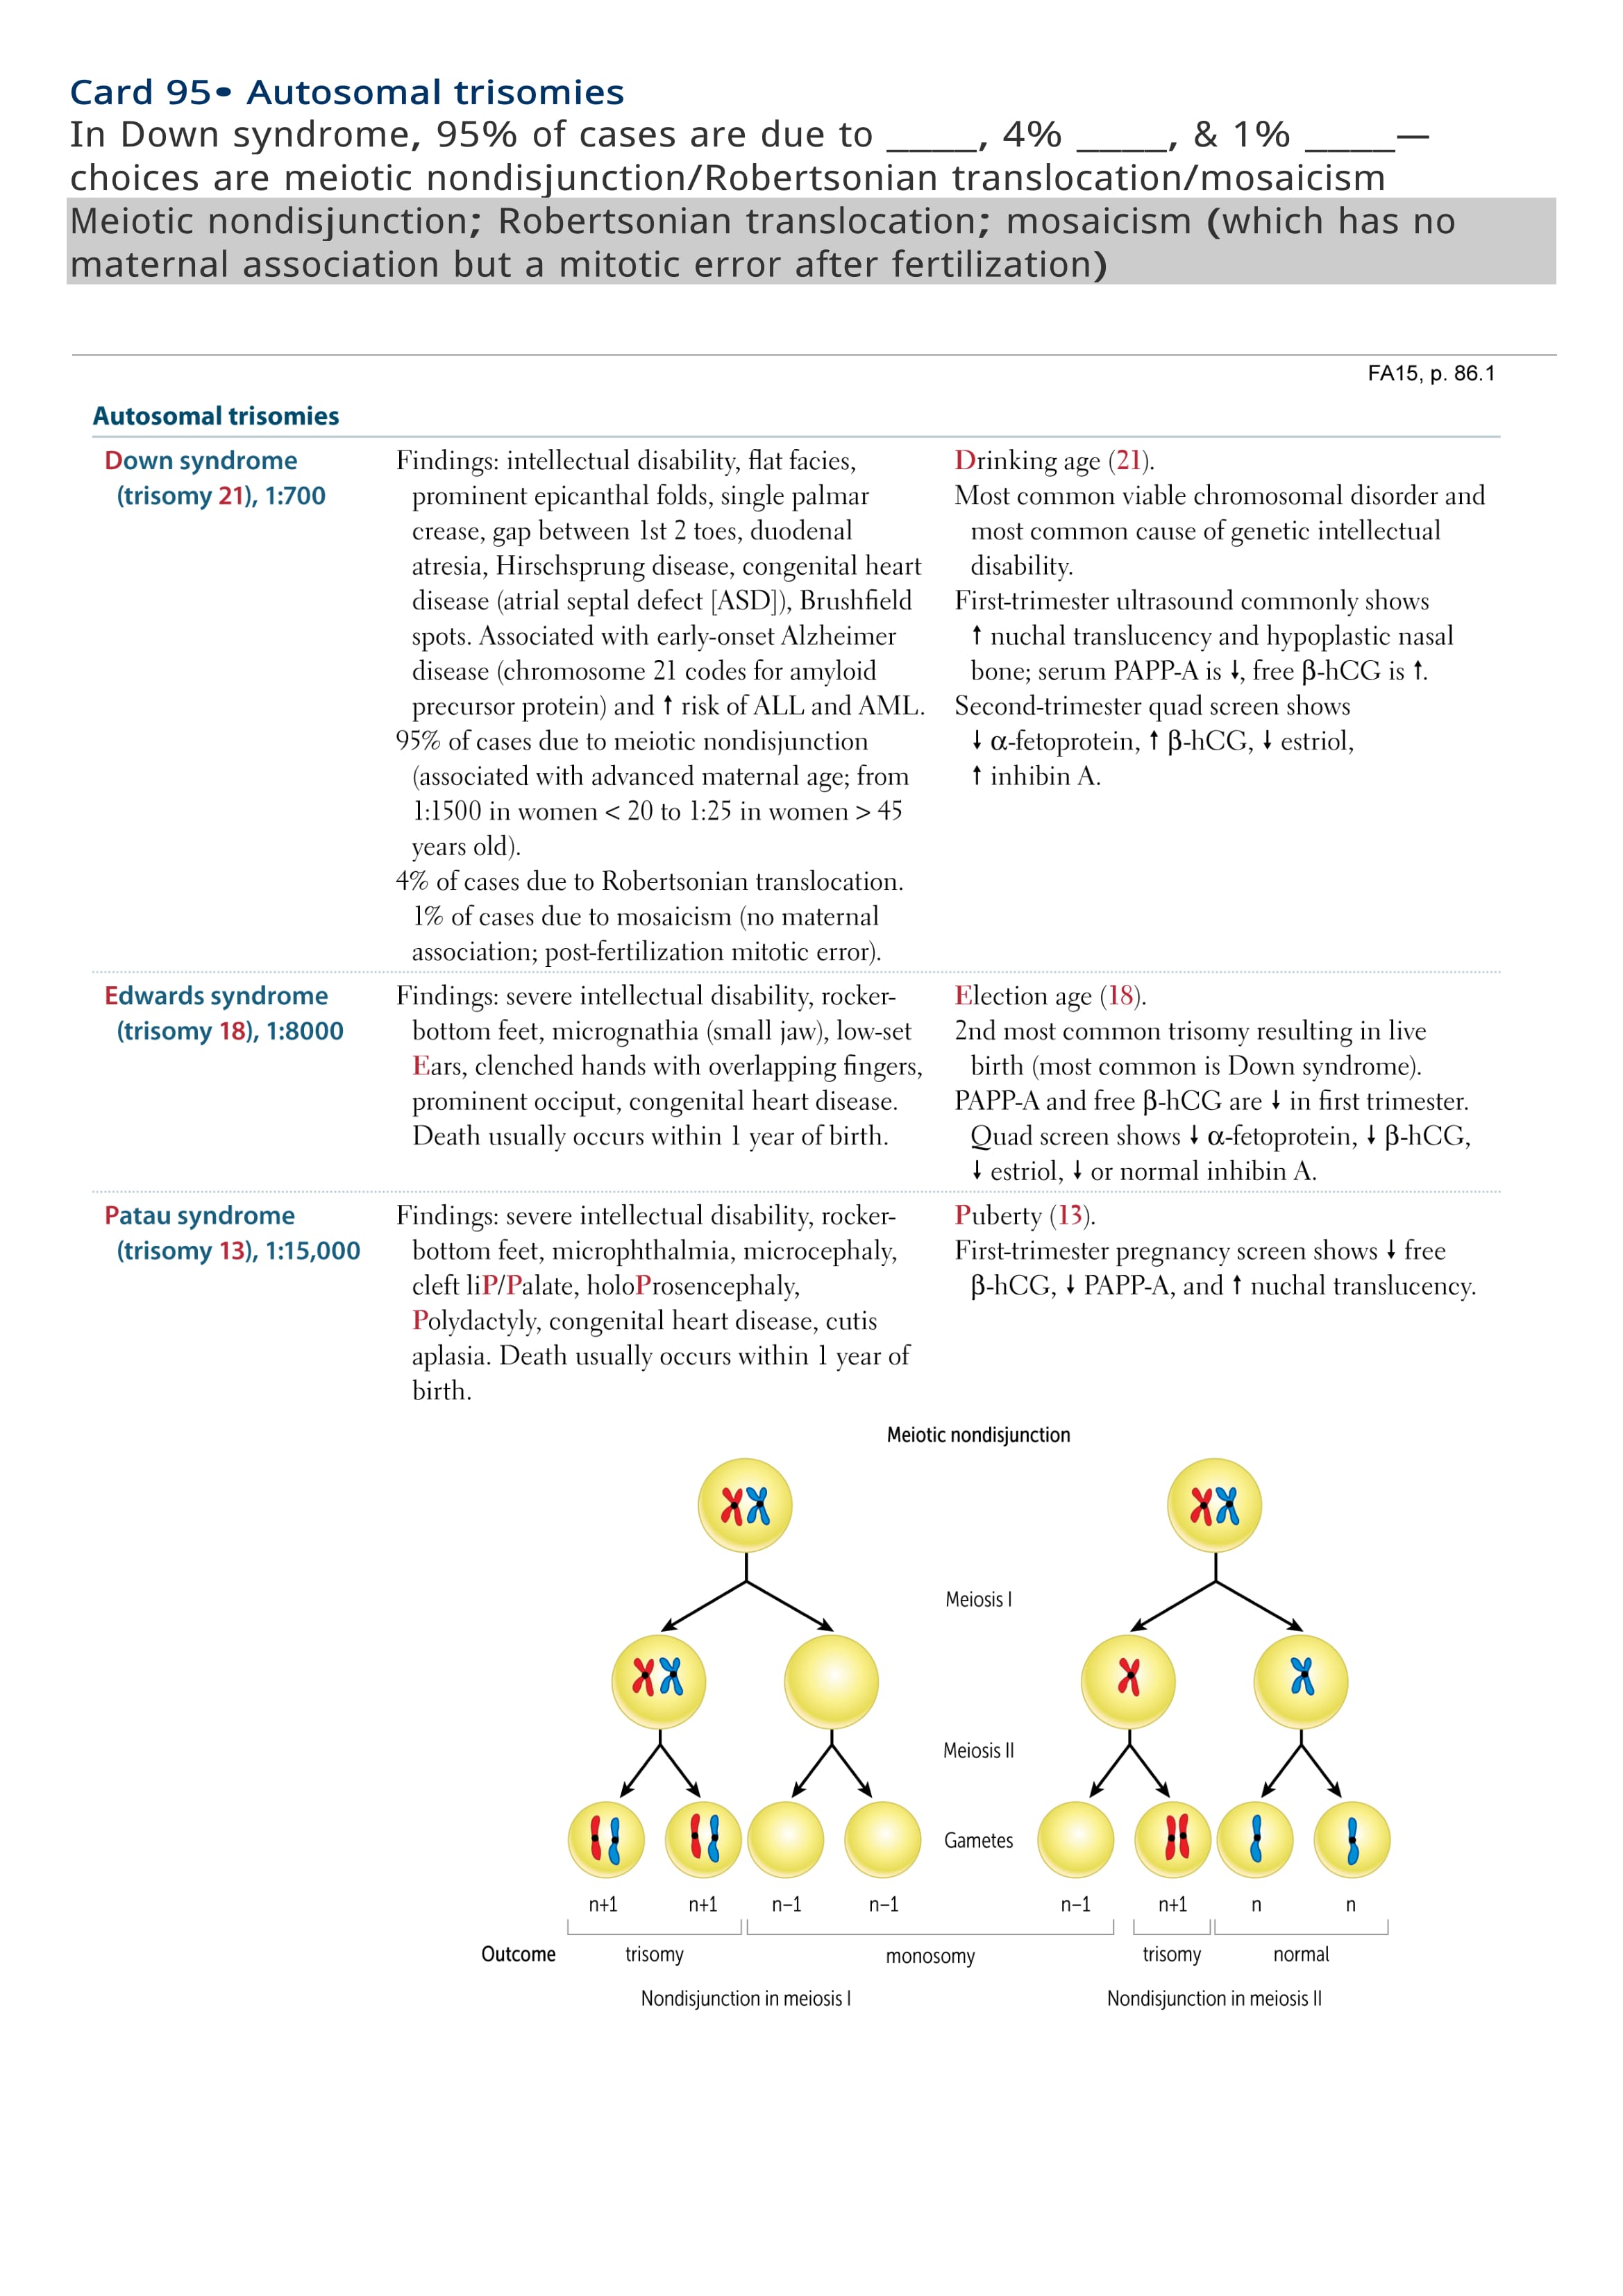 Card 95• Autosomal trisomies
In Down syndrome, 95% of cases are due to ____, 4% ____, & 1% ____—
choices are meiotic nondisjunction/Robertsonian translocation/mosaicism
Meiotic nondisjunction; Robertsonian translocation; mosaicism (which has no
maternal association but a mitotic error after fertilization)
FA15, p. 86.1
Autosomal trisomies
Down syndrome
(trisomy 21), 1:700
Findings: intellectual disability, flat facies,
prominent epicanthal folds, single palmar
crease, gap between 1st 2 toes, duodenal
atresia, Hirschsprung disease, congenital heart
disease (atrial septal defect [ASD]), Brushfield
spots. Associated with early-onset Alzheimer
disease (chromosome 21 codes for amyloid
precursor protein) and ↑ risk of ALL and AML.
95% of cases due to meiotic nondisjunction
(associated with advanced maternal age; from
1:1500 in women < 20 to 1:25 in women > 45
years old).
4% of cases due to Robertsonian translocation.
1% of cases due to mosaicism (no maternal
association; post-fertilization mitotic error).
Drinking age (21).
Most common viable chromosomal disorder and
most common cause of genetic intellectual
disability.
First-trimester ultrasound commonly shows
↑ nuchal translucency and hypoplastic nasal
bone; serum PAPP-A is ↓, free β-hCG is ↑.
Second-trimester quad screen shows
↓ α-fetoprotein, ↑ β-hCG, ↓ estriol,
↑ inhibin A.
Edwards syndrome
(trisomy 18), 1:8000
Findings: severe intellectual disability, rocker-
bottom feet, micrognathia (small jaw), low-set
Ears, clenched hands with overlapping fingers,
prominent occiput, congenital heart disease.
Death usually occurs within 1 year of birth.
Election age (18).
2nd most common trisomy resulting in live
birth (most common is Down syndrome).
PAPP-A and free β-hCG are ↓ in first trimester.
Quad screen shows ↓ α-fetoprotein, ↓ β-hCG,
↓ estriol, ↓ or normal inhibin A.
Patau syndrome
(trisomy 13), 1:15,000
Findings: severe intellectual disability, rocker-
bottom feet, microphthalmia, microcephaly,
cleft liP/Palate, holoProsencephaly,
Polydactyly, congenital heart disease, cutis
aplasia. Death usually occurs within 1 year of
birth.
Puberty (13).
First-trimester pregnancy screen shows ↓ free
β-hCG, ↓ PAPP-A, and ↑ nuchal translucency.
Meiotic nondisjunction
Meiosis I
Meiosis II
Gametes
n+1 n+1 n−1 n−1 n−1 n+1 n n
Outcome trisomy monosomy trisomy normal
Nondisjunction in meiosis I Nondisjunction in meiosis II